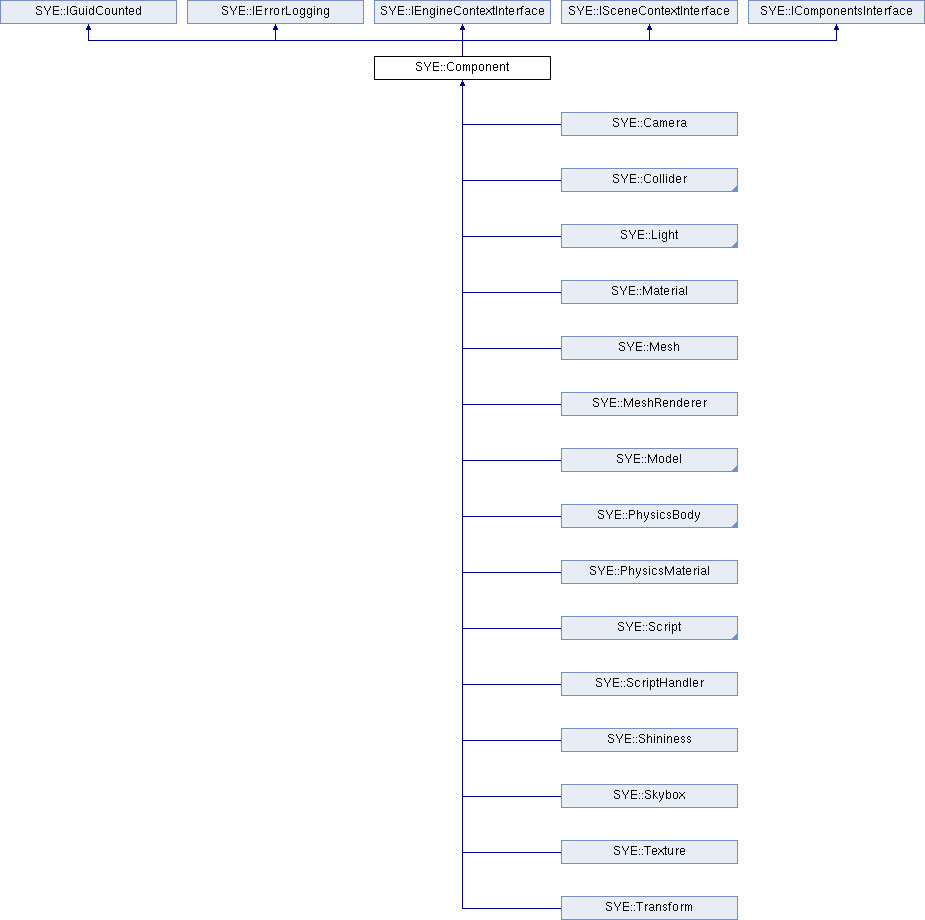 SYE::IGuidCounted
SYE::IErrorLogging
SYE::IEngineContextInterface
SYE::ISceneContextInterface
SYE::IComponentsInterface
SYE::Component
SYE::Camera
SYE::Collider
SYE::Light
SYE::Material
SYE::Mesh
SYE::MeshRenderer
SYE::Model
SYE::PhysicsBody
SYE::PhysicsMaterial
SYE::Script
SYE::ScriptHandler
SYE::Shininess
SYE::Skybox
SYE::Texture
SYE::Transform